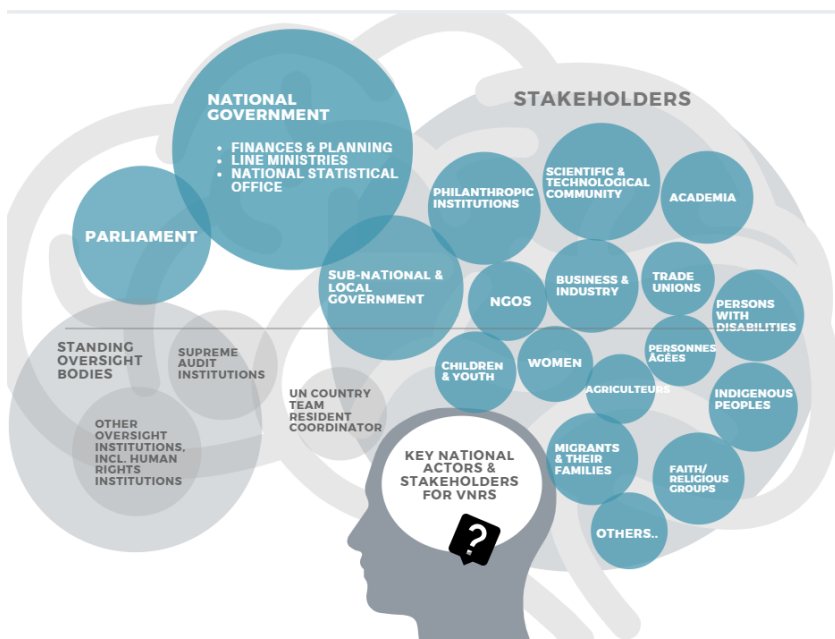 NATIONAL
GOVERNMENT
• FINANCES & PLANNING
• LINE MINISTRIES
• NATIONAL STATISTICAL
OFFICE
PARLIAMENT
SUB-NATIONAL &
LOCAL
GOVERNMENT
STAKEHOLDERS
PHILANTHROPIC
INSTITUTIONS
SCIENTIFIC &
TECHNOLOGICAL
COMMUNITY
ACADEMIA
NGOS
BUSINESS &
INDUSTRY
TRADE
UNIONS
PERSONS
WITH
DISABILITIES
CHILDREN
& YOUTH
WOMEN
PERSONNES
ÂGÉES
AGRICULTEURS
INDIGENOUS
PEOPLES
MIGRANTS
& THEIR
FAMILIES
FAITH/
RELIGIOUS
GROUPS
OTHERS..
STANDING
OVERSIGHT
BODIES
SUPREME
AUDIT
INSTITUTIONS
OTHER
OVERSIGHT
INSTITUTIONS,
INCL. HUMAN
RIGHTS
INSTITUTIONS
UN COUNTRY
TEAM
RESIDENT
COORDINATOR
KEY NATIONAL
ACTORS &
STAKEHOLDERS
FOR VNRS
?